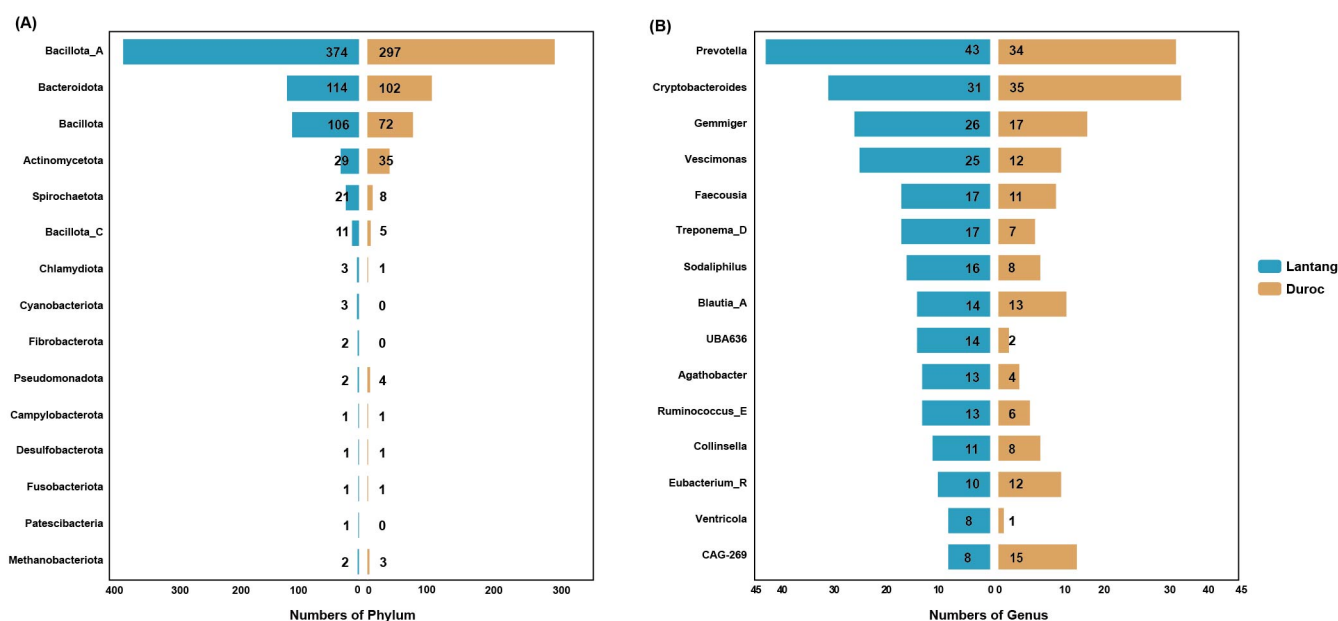 (A)
Bacillota_A 374 297
Bacteroidota 114 102
Bacillota 106 72
Actinomycetota 29 35
Spirochaetota 21 8
Bacillota_C 11 5
Chlamydiota 3 1
Cyanobacteriota 3 0
Fibrobacterota 2 0
Pseudomonadota 2 4
Campylobacterota 1 1
Desulfobacterota 1 1
Fusobacteriota 1 1
Patescibacteria 1 0
Methanobacteriota 2 3
400 300 200 100 0 0 100 200 300
Numbers of Phylum
(B)
Prevotella 43 34
Cryptobacteroides 31 35
Gemmiger 26 17
Vescimonas 25 12
Faecousia 17 11
Treponema_D 17 7
Sodaliphilus 16 8
Blautia_A 14 13
UBA636 14 2
Agathobacter 13 4
Ruminococcus_E 13 6
Collinsella 11 8
Eubacterium_R 10 12
Ventricola 8 1
CAG-269 8 15
45 40 30 20 10 0 0 10 20 30 40 45
Numbers of Genus
Lantang
Duroc